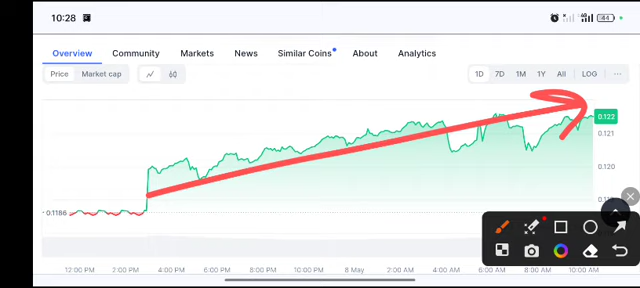 10:28
44
Overview Community Markets News Similar Coins About Analytics
Price Market cap 1D 7D 1M 1Y All LOG
0.122
0.121
0.120
0.1186
12:00 PM 2:00 PM 4:00 PM 6:00 PM 8:00 PM 10:00 PM 8 May 2:00 AM 4:00 AM 6:00 AM 8:00 AM 10:00 AM